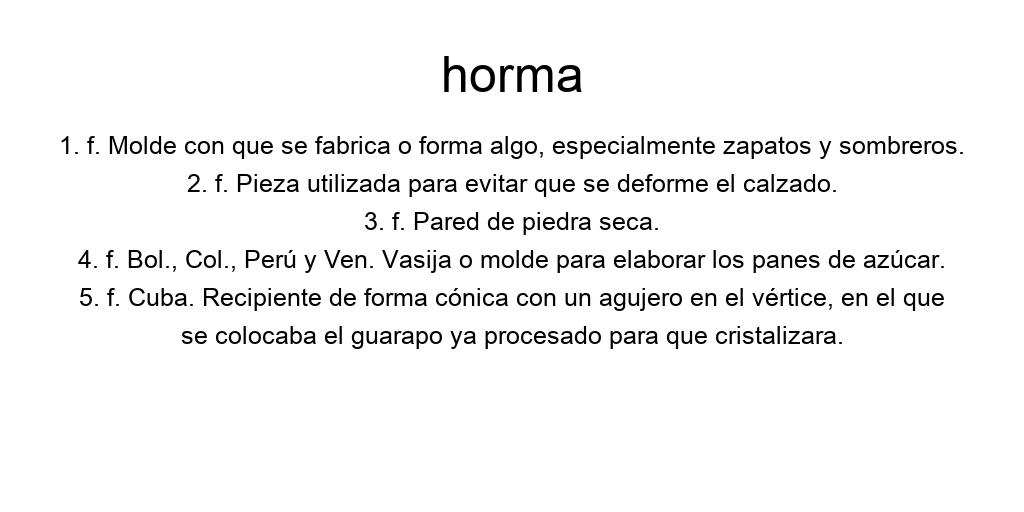 horma
1. f. Molde con que se fabrica o forma algo, especialmente zapatos y sombreros.
2. f. Pieza utilizada para evitar que se deforme el calzado.
3. f. Pared de piedra seca.
4. f. Bol., Col., Perú y Ven. Vasija o molde para elaborar los panes de azúcar.
5. f. Cuba. Recipiente de forma cónica con un agujero en el vértice, en el que
se colocaba el guarapo ya procesado para que cristalizara.